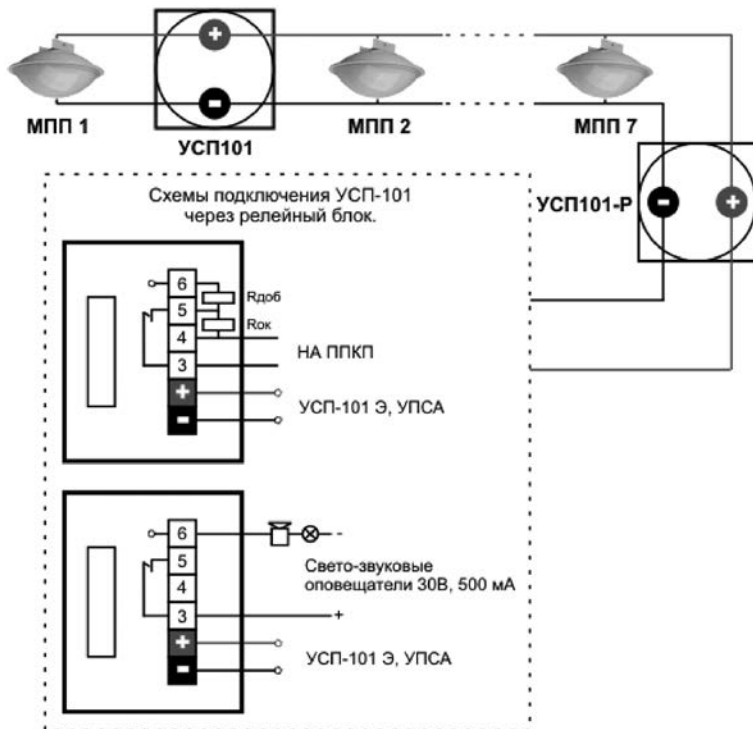 +
-
МПП 1
УСП101
МПП 2
МПП 7
УСП101-Р
-
+
Схемы подключения УСП-101
через релейный блок.
6
5
4
3
+
-
Rдоб
Rок
НА ППКП
УСП-101 Э, УПСА
6
5
4
3
+
-
-
Свето-звуковые
оповещатели 30В, 500 мА
+
УСП-101 Э, УПСА